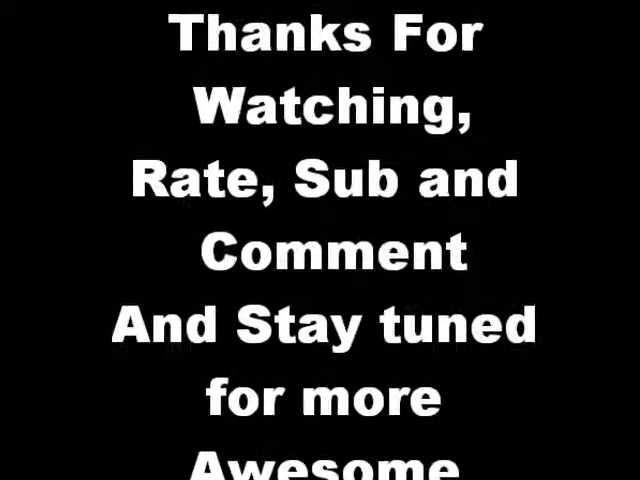 Thanks For
Watching,
Rate, Sub and
Comment
And Stay tuned
for more
Awesome